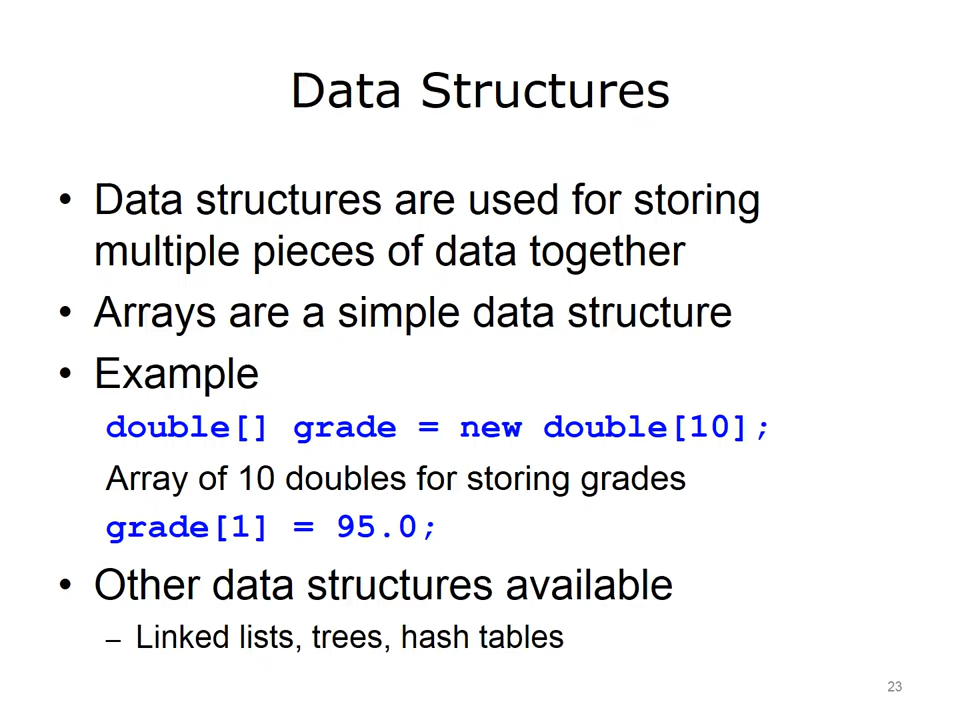 Data Structures
• Data structures are used for storing
multiple pieces of data together
• Arrays are a simple data structure
• Example
double[] grade = new double[10];
Array of 10 doubles for storing grades
grade[1] = 95.0;
• Other data structures available
– Linked lists, trees, hash tables
23